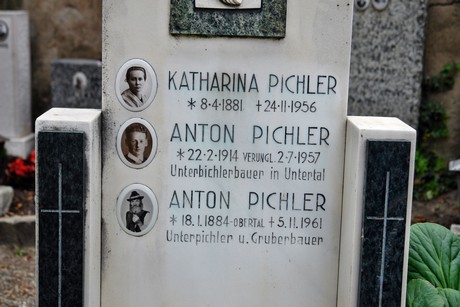 KATHARINA PICHLER
*8·4·1881 +24·11·1956
ANTON PICHLER
*22·2·1914 VERUNGL·2·7·1957
Unterbichlerbauer in Untertal
ANTON PICHLER
*18·1·1884·OBERTAL +5·11·1961
Unterpichler u. Gruberbauer